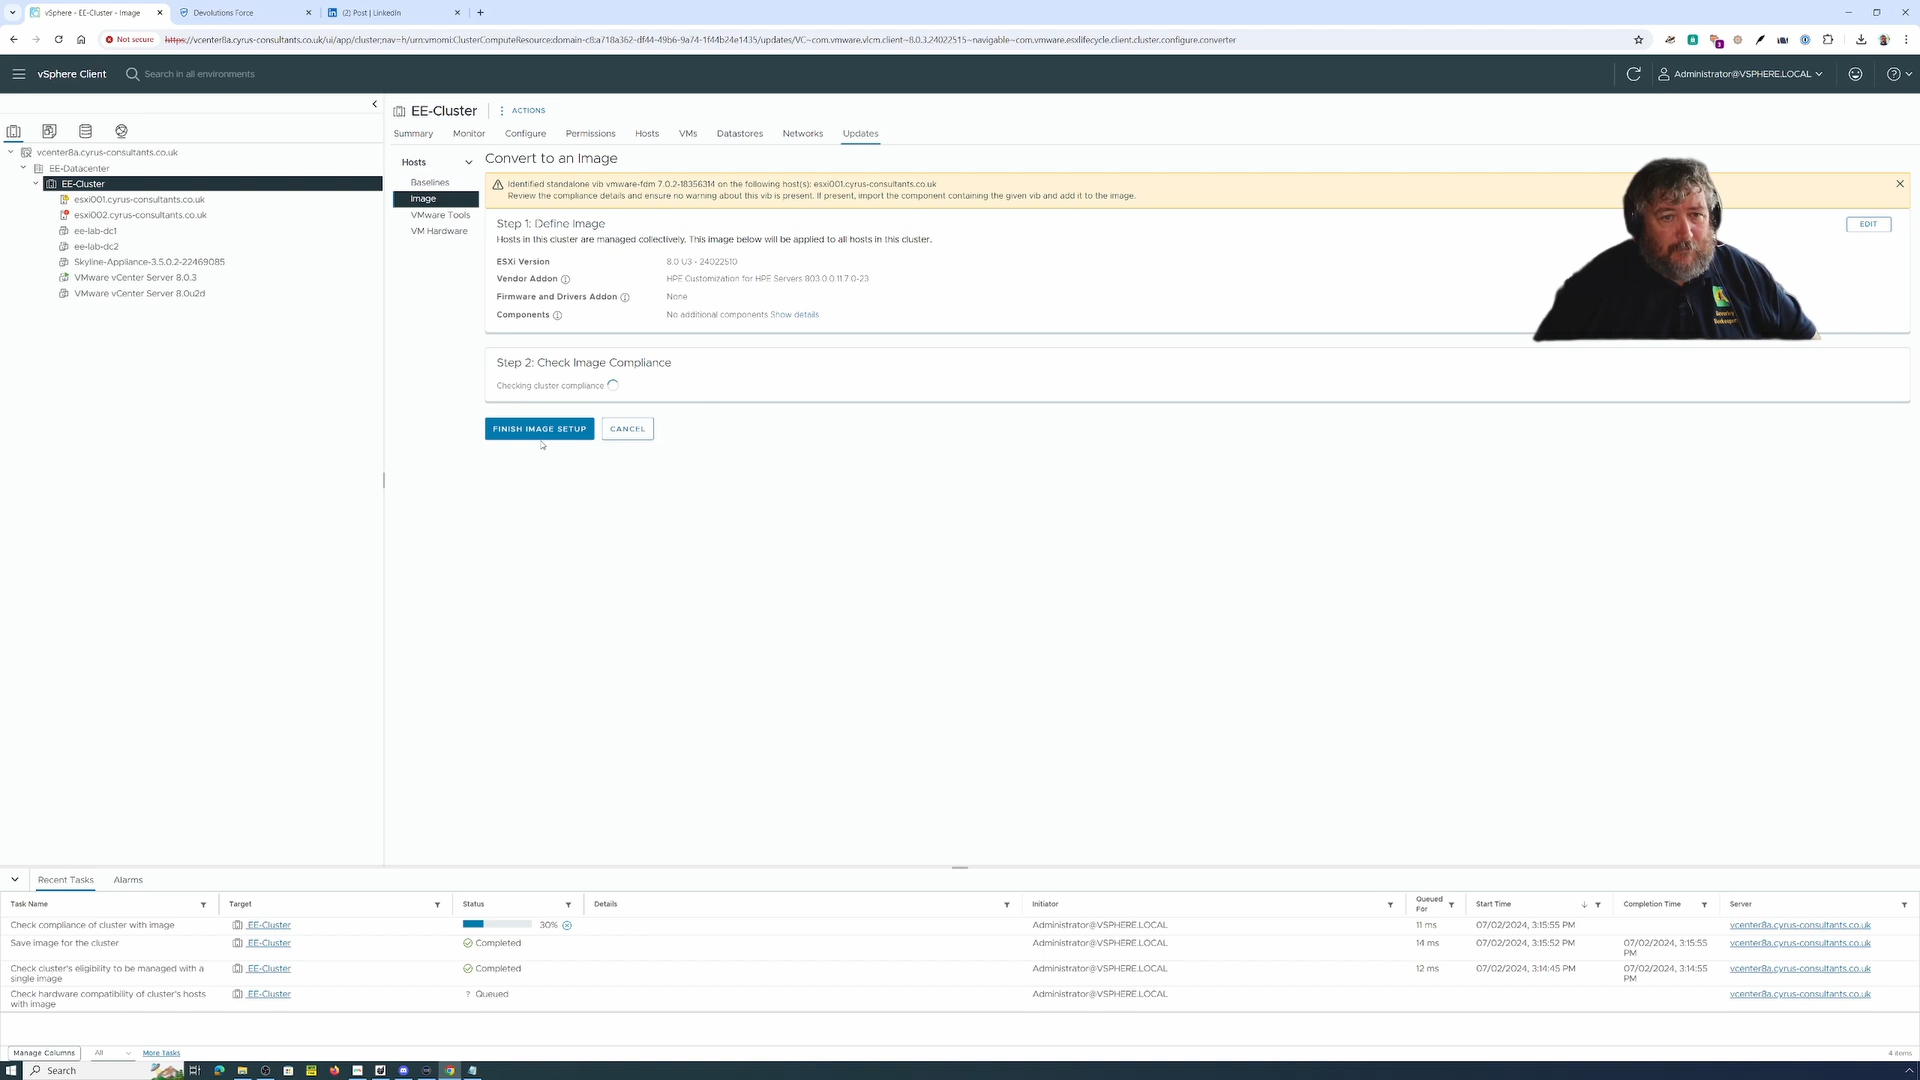 vSphere - EE-Cluster - Image
Devolutions Force
(2) Post | LinkedIn
Not secure
https://vcenter8a.cyrus-consultants.co.uk/ui/app/cluster;nav=h/urn:vmomi:ClusterComputeResource:domain-c8:a718a362-df44-49b6-9a74-1f44b24e1435/updates/VC~com.vmware.vlcm.client~8.0.3.24022515~navigable~com.vmware.esxlifecycle.client.cluster.configure.converter
vSphere Client
Search in all environments
Administrator@VSPHERE.LOCAL
vcenter8a.cyrus-consultants.co.uk
EE-Datacenter
EE-Cluster
esxi001.cyrus-consultants.co.uk
esxi002.cyrus-consultants.co.uk
ee-lab-dc1
ee-lab-dc2
Skyline-Appliance-3.5.0.2-22469085
VMware vCenter Server 8.0.3
VMware vCenter Server 8.0u2d
EE-Cluster
ACTIONS
Summary Monitor Configure Permissions Hosts VMs Datastores Networks Updates
Hosts
Baselines
Image
VMware Tools
VM Hardware
Convert to an Image
Identified standalone vib vmware-fdm 7.0.2-18356314 on the following host(s): esxi001.cyrus-consultants.co.uk
Review the compliance details and ensure no warning about this vib is present. If present, import the component containing the given vib and add it to the image.
Step 1: Define Image
EDIT
Hosts in this cluster are managed collectively. This image below will be applied to all hosts in this cluster.
ESXi Version 8.0 U3 - 24022510
Vendor Addon HPE Customization for HPE Servers 803.0.0.11.7.0-23
Firmware and Drivers Addon None
Components No additional components Show details
Step 2: Check Image Compliance
Checking cluster compliance
FINISH IMAGE SETUP CANCEL
Recent Tasks Alarms
Task Name Target Status Details Initiator Queued For Start Time Completion Time Server
Check compliance of cluster with image EE-Cluster 30% Administrator@VSPHERE.LOCAL 11 ms 07/02/2024, 3:15:55 PM vcenter8a.cyrus-consultants.co.uk
Save image for the cluster EE-Cluster Completed Administrator@VSPHERE.LOCAL 14 ms 07/02/2024, 3:15:52 PM 07/02/2024, 3:15:55 PM vcenter8a.cyrus-consultants.co.uk
Check cluster's eligibility to be managed with a single image EE-Cluster Completed Administrator@VSPHERE.LOCAL 12 ms 07/02/2024, 3:14:45 PM 07/02/2024, 3:14:55 PM vcenter8a.cyrus-consultants.co.uk
Check hardware compatibility of cluster's hosts with image EE-Cluster ? Queued Administrator@VSPHERE.LOCAL vcenter8a.cyrus-consultants.co.uk
Manage Columns All More Tasks
4 items
Search